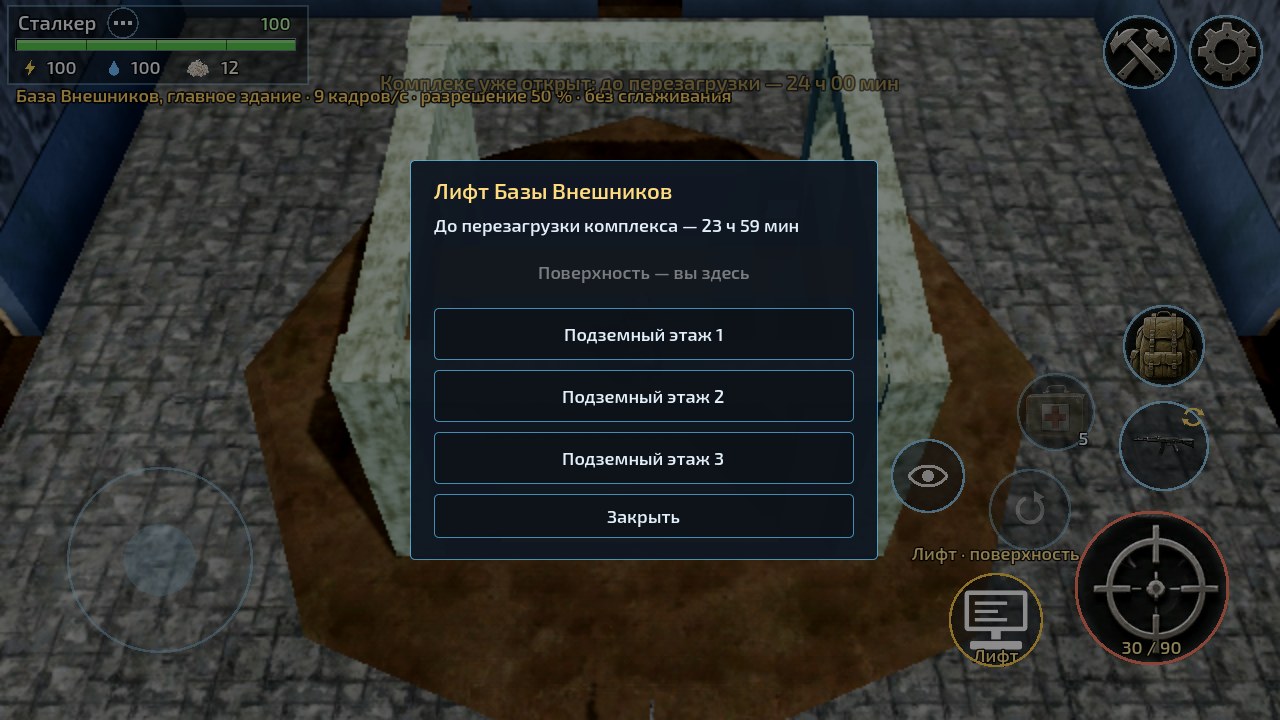 Сталкер
100
100
100
12
Комплекс уже открыт: до перезагрузки — 24 ч 00 мин
База Внешников, главное здание · 9 кадров/с · разрешение 50 % · без сглаживания
Лифт Базы Внешников
До перезагрузки комплекса — 23 ч 59 мин
Поверхность — вы здесь
Подземный этаж 1
Подземный этаж 2
Подземный этаж 3
Закрыть
5
Лифт · поверхность
Лифт
30 / 90